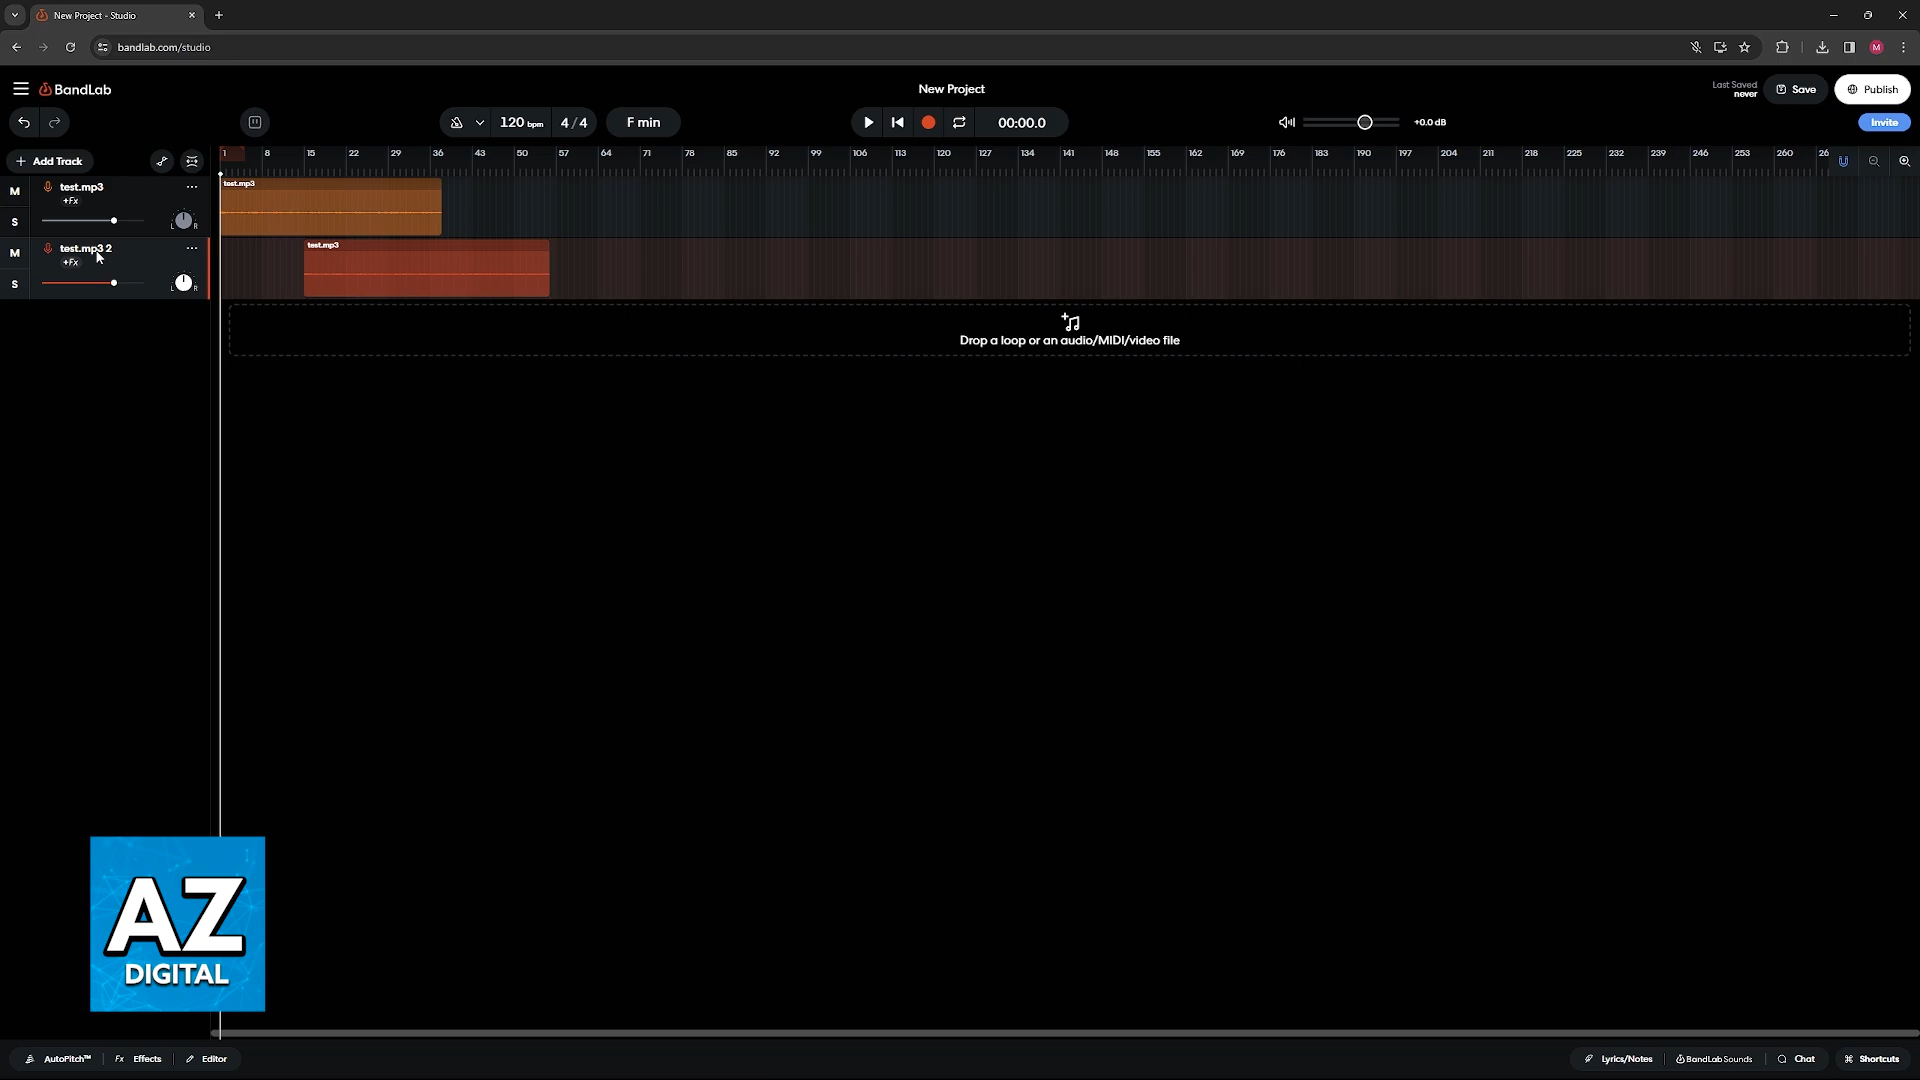 New Project - Studio
bandlab.com/studio
M
BandLab
New Project
Last Saved
never
Save
Publish
120 bpm
4/4
F min
00:00.0
+0.0 dB
Invite
+ Add Track
1 8 15 22 29 36 43 50 57 64 71 78 85 92 99 106 113 120 127 134 141 148 155 162 169 176 183 190 197 204 211 218 225 232 239 246 253 260 26
M
test.mp3
+Fx
S
L R
test.mp3
M
test.mp3 2
+Fx
S
L R
test.mp3
Drop a loop or an audio/MIDI/video file
AZ
DIGITAL
AutoPitch™
Fx Effects
Editor
Lyrics/Notes
BandLab Sounds
Chat
Shortcuts